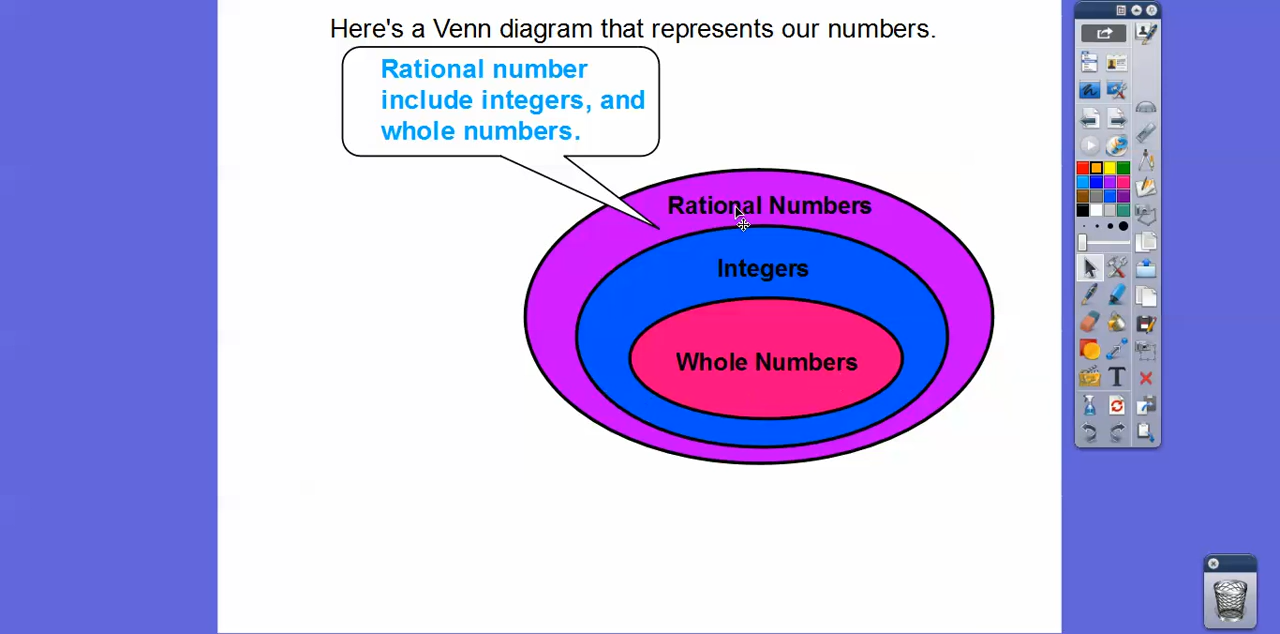 Here's a Venn diagram that represents our numbers.
Rational number
include integers, and
whole numbers.
Rational Numbers
Integers
Whole Numbers